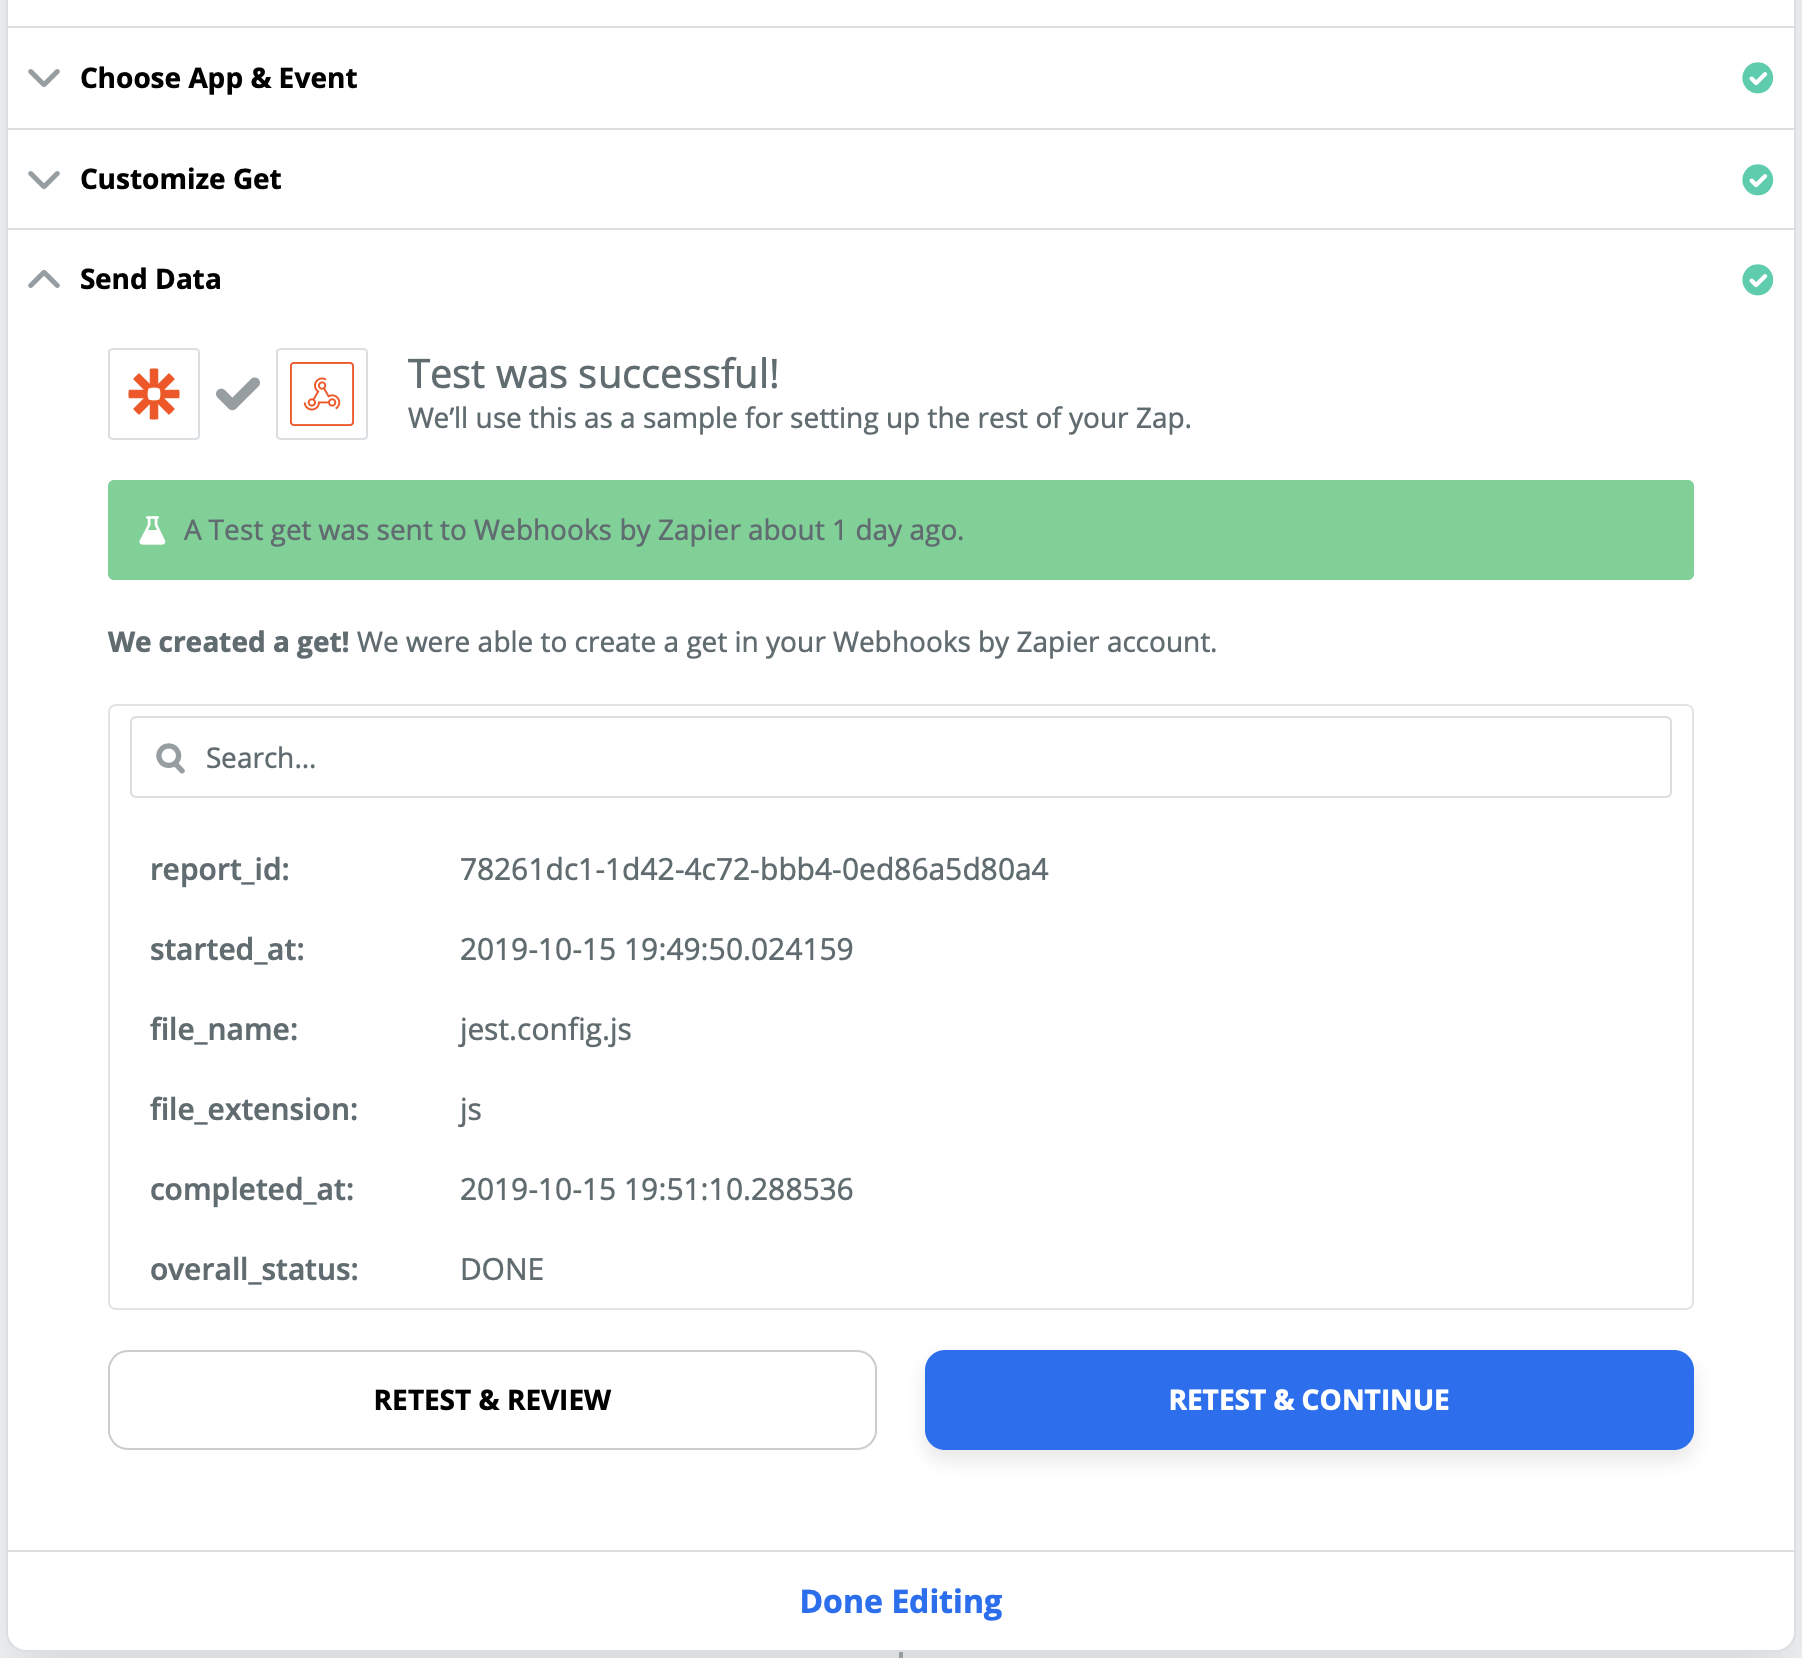 Choose App & Event
Customize Get
Send Data
Test was successful!
We'll use this as a sample for setting up the rest of your Zap.
A Test get was sent to Webhooks by Zapier about 1 day ago.
We created a get! We were able to create a get in your Webhooks by Zapier account.
Search...
report_id: 78261dc1-1d42-4c72-bbb4-0ed86a5d80a4
started_at: 2019-10-15 19:49:50.024159
file_name: jest.config.js
file_extension: js
completed_at: 2019-10-15 19:51:10.288536
overall_status: DONE
RETEST & REVIEW
RETEST & CONTINUE
Done Editing